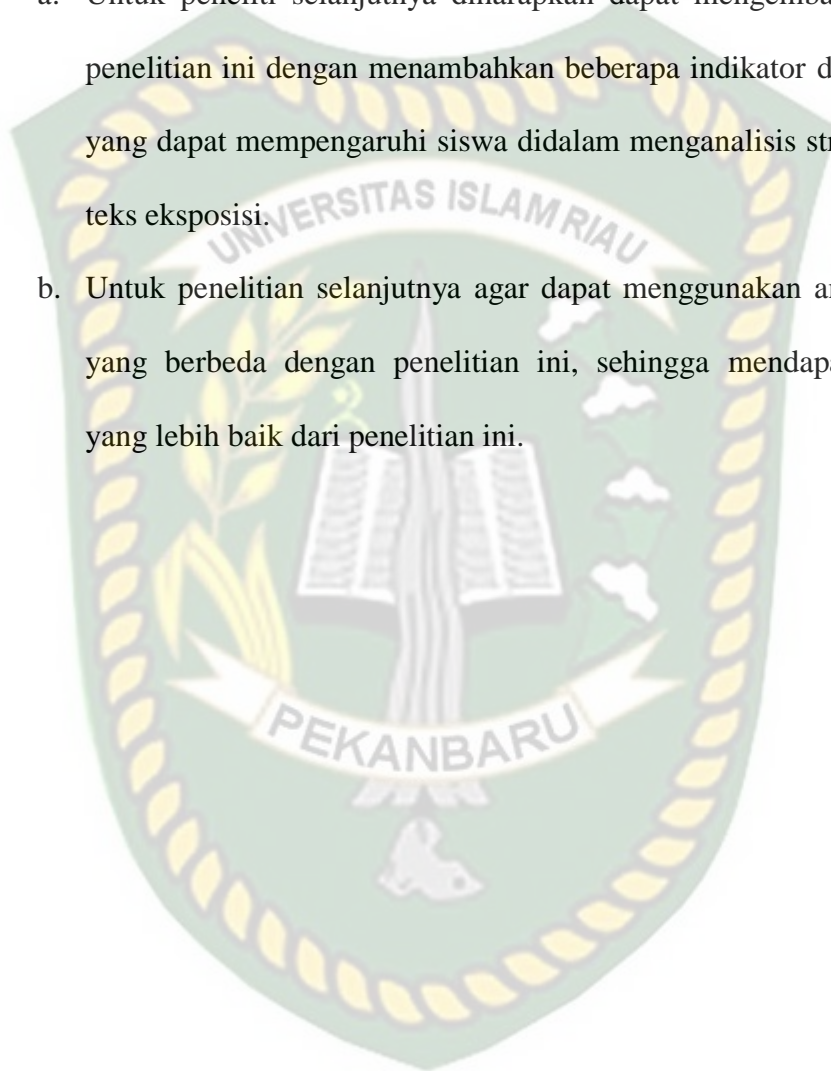 a. Untuk peneliti selanjutnya diharapkan dapat
penelitian ini dengan menambahkan beberapa indikator
yang dapat mempengaruhi siswa didalam menganalisis
teks eksposisi.
b. Untuk penelitian selanjutnya agar dapat menggunakan
yang berbeda dengan penelitian ini, sehingga
yang lebih baik dari penelitian ini.
UNIVERSITAS ISLAM RIAU
PEKANBARU